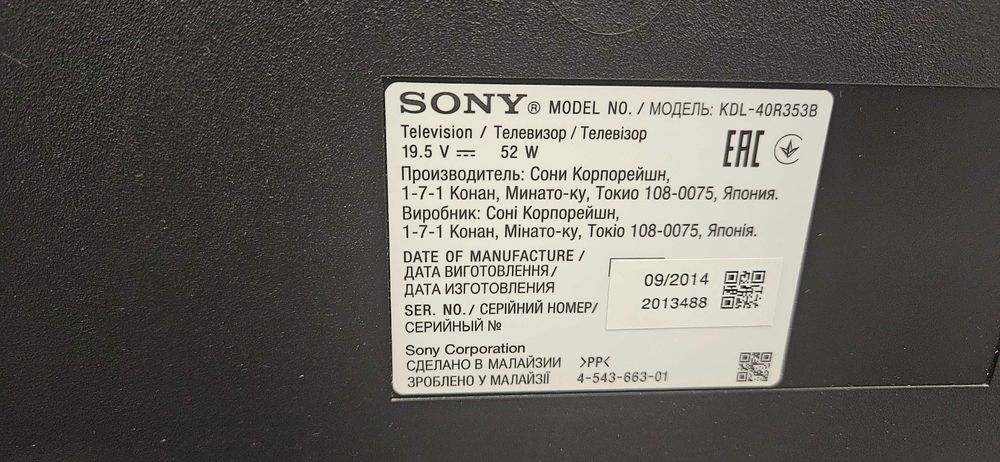 SONY® MODEL NO. / МОДЕЛЬ: KDL-40R353B
Television / Телевизор / Телевізор
19.5 V ⎓ 52 W
EAC
Производитель: Сони Корпорейшн,
1-7-1 Конан, Минато-ку, Токио 108-0075, Япония.
Виробник: Соні Корпорейшн,
1-7-1 Конан, Мінато-ку, Токіо 108-0075, Японія.
DATE OF MANUFACTURE /
ДАТА ВИГОТОВЛЕННЯ /
ДАТА ИЗГОТОВЛЕНИЯ
09/2014
SER. NO./ СЕРІЙНИЙ НОМЕР/
СЕРИЙНЫЙ №
2013488
Sony Corporation
СДЕЛАНО В МАЛАЙЗИИ >PP<
ЗРОБЛЕНО У МАЛАЙЗІЇ 4-543-663-01